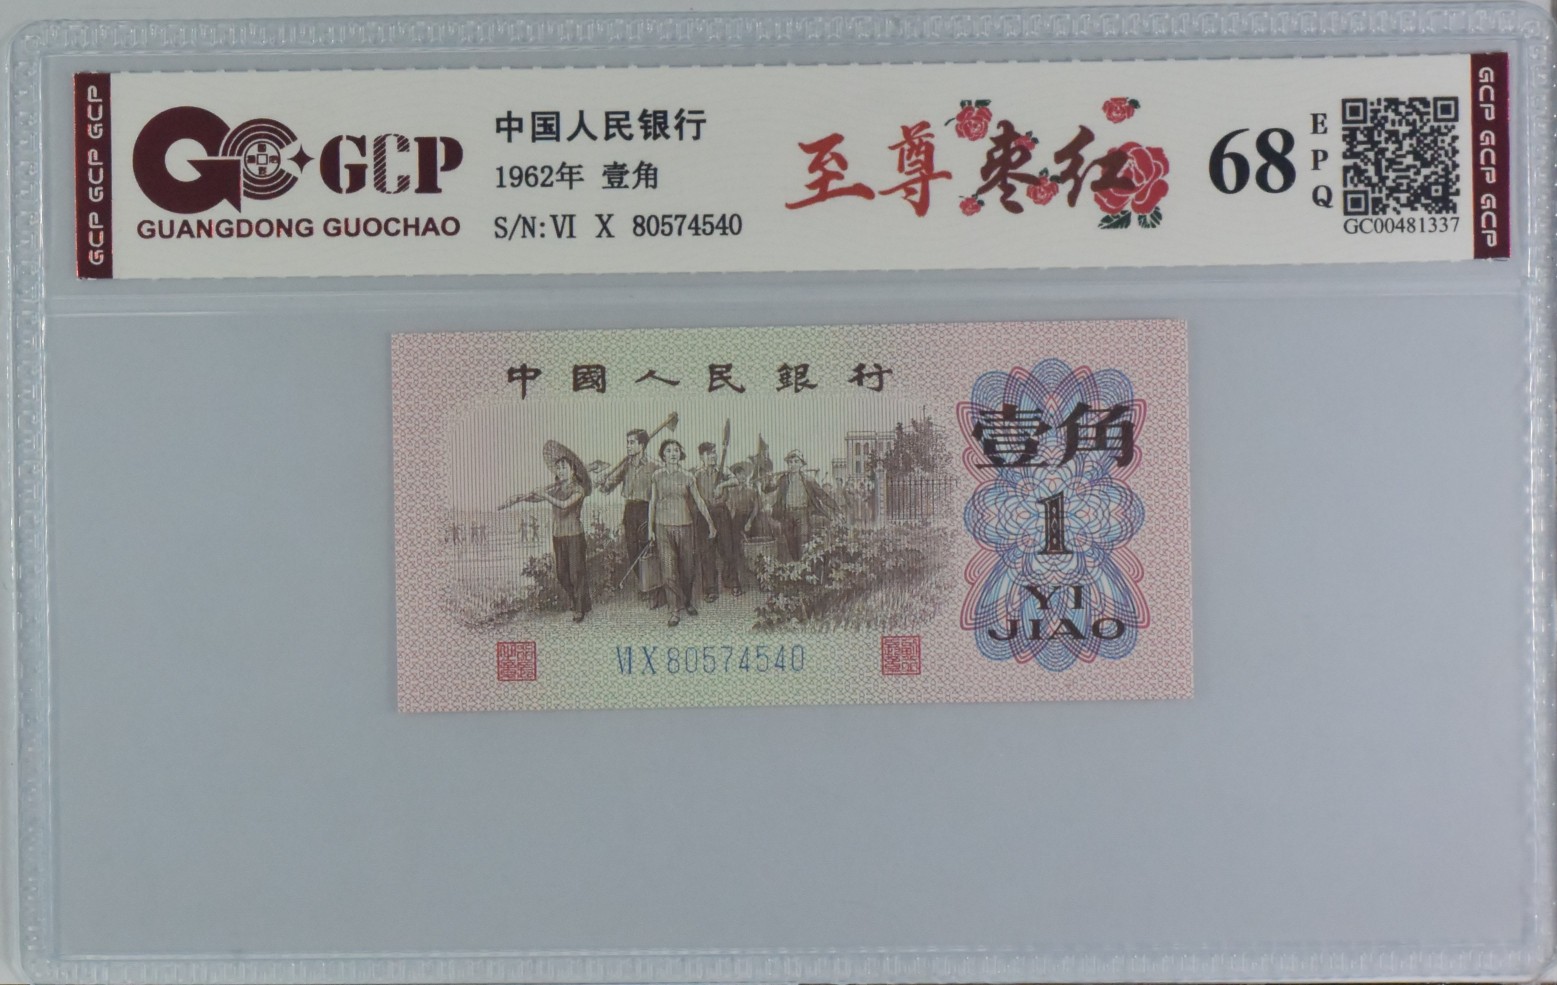 GCP GCP GCP
GCP
GUANGDONG GUOCHAO
中国人民银行
1962年 壹角
S/N: VI X 80574540
至尊枣红
68
EPQ
GC00481337
GCP GCP GCP
中國人民銀行
壹角
1
YI
JIAO
VI X 80574540